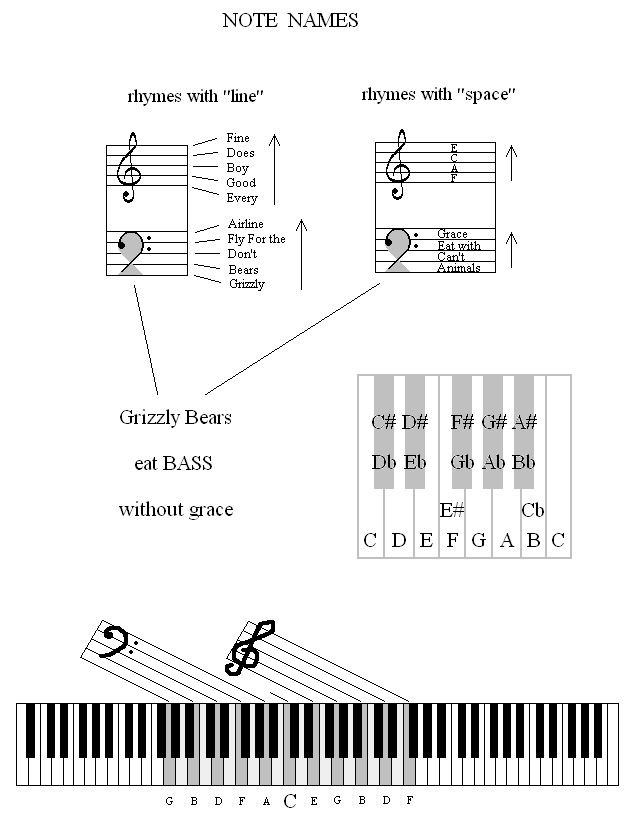 NOTE NAMES
rhymes with "line"
rhymes with "space"
Fine
Does
Boy
Good
Every
E
C
A
F
Airline
Fly For the
Don't
Bears
Grizzly
Grace
Eat with
Can't
Animals
Grizzly Bears
eat BASS
without grace
C# D# F# G# A#
Db Eb Gb Ab Bb
E# Cb
C D E F G A B C
G B D F A C E G B D F